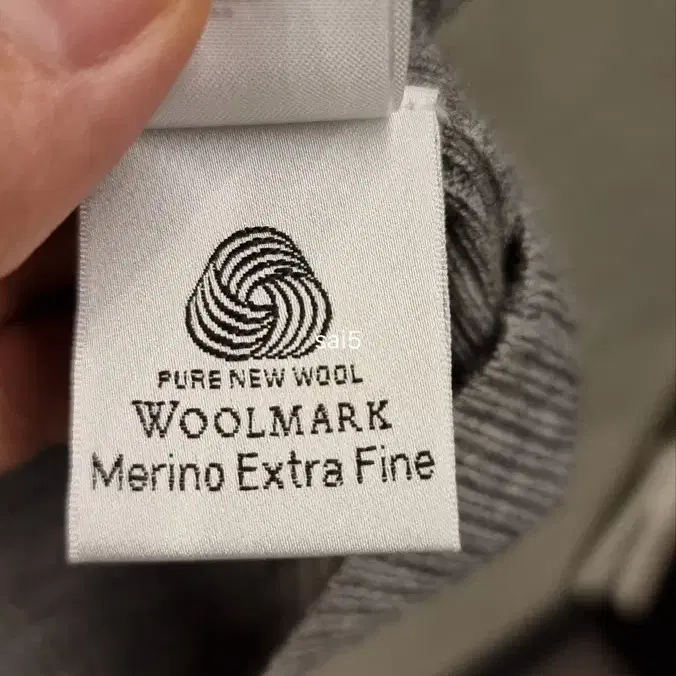 sai5
PURE NEW WOOL
WOOLMARK
Merino Extra Fine